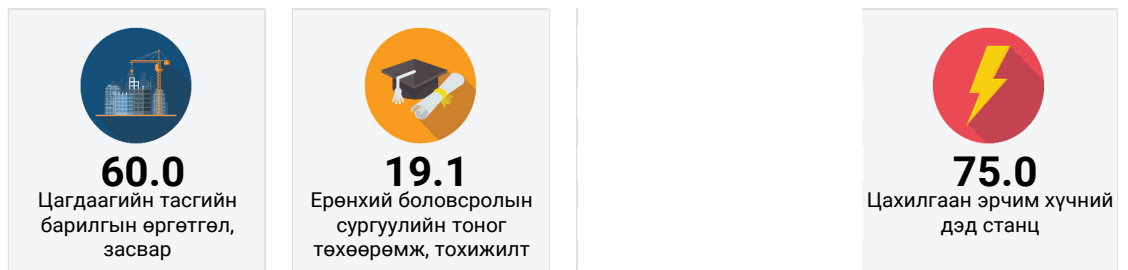 60.0
Цагдаагийн тасгийн
барилгын өргөтгөл,
засвар
19.1
Ерөнхий боловсролын
сургуулийн тоног
төхөөрөмж, тохижилт
75.0
Цахилгаан эрчим хүчний
дэд станц